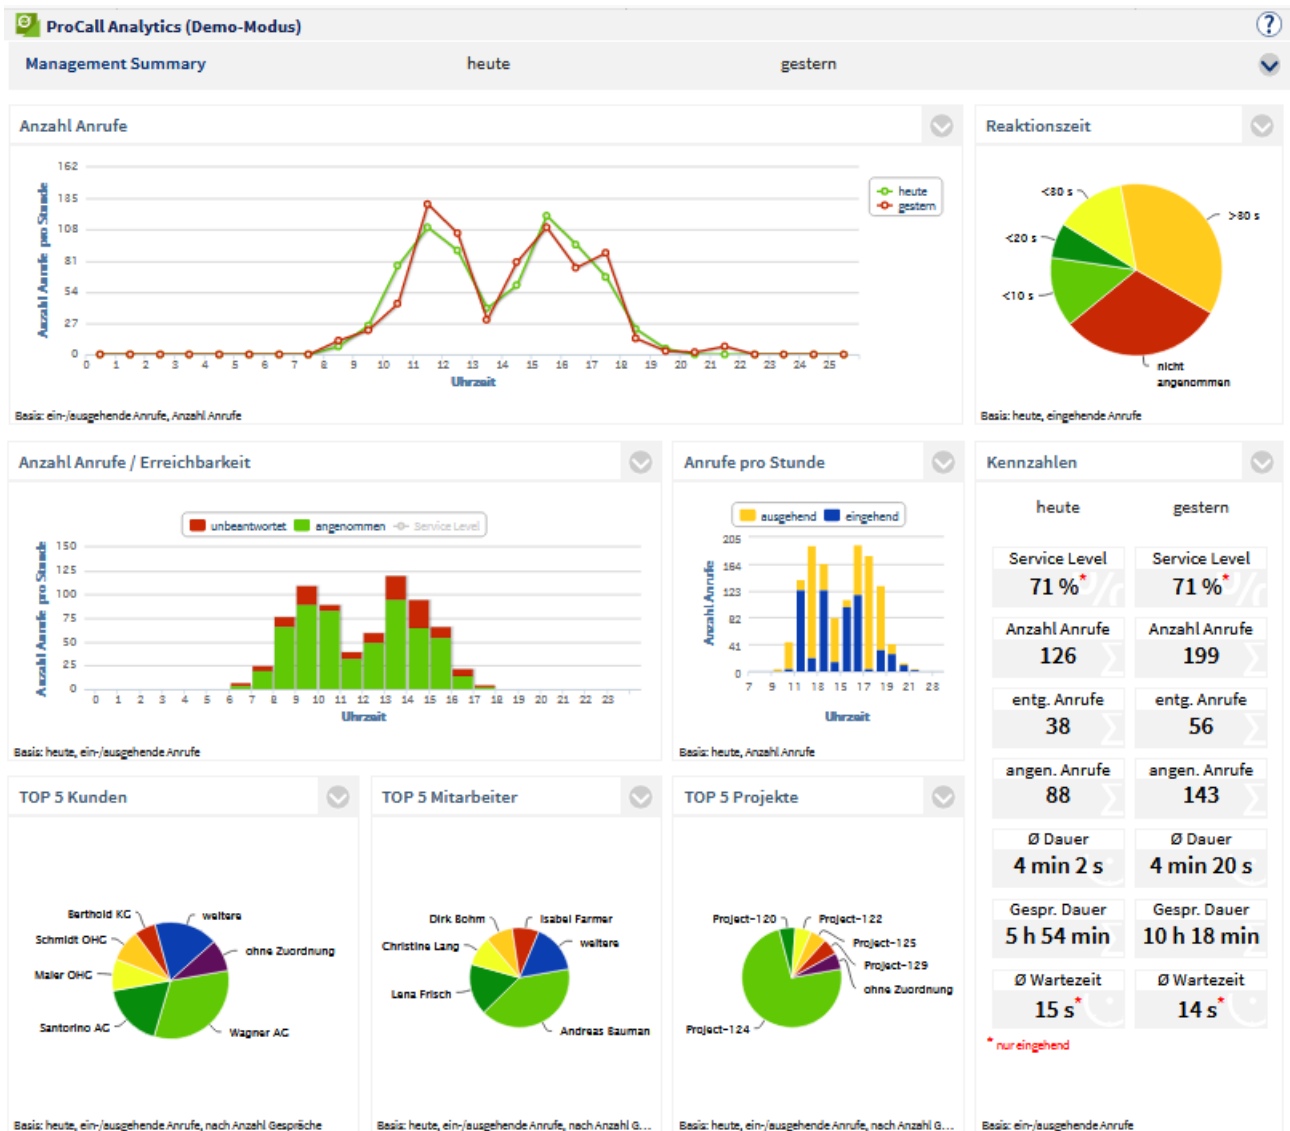 ProCall Analytics (Demo-Modus)
?
Management Summary heute gestern
Anzahl Anrufe
162
135
108
81
54
27
0
Anzahl Anrufe pro Stunde
0 1 2 3 4 5 6 7 8 9 10 11 12 13 14 15 16 17 18 19 20 21 22 23 24 25
Uhrzeit
heute
gestern
Basis: ein-/ausgehende Anrufe, Anzahl Anrufe
Reaktionszeit
<30 s
>30 s
<20 s
<10 s
nicht
angenommen
Basis: heute, eingehende Anrufe
Anzahl Anrufe / Erreichbarkeit
unbeantwortet angenommen Service Level
150
125
100
75
50
25
0
Anzahl Anrufe pro Stunde
0 1 2 3 4 5 6 7 8 9 10 11 12 13 14 15 16 17 18 19 20 21 22 23
Uhrzeit
Basis: heute, ein-/ausgehende Anrufe
Anrufe pro Stunde
ausgehend eingehend
205
164
123
82
41
0
Anzahl Anrufe
7 9 11 13 15 17 19 21 23
Uhrzeit
Basis: heute, Anzahl Anrufe
Kennzahlen
heute gestern
Service Level Service Level
71 %* 71 %*
Anzahl Anrufe Anzahl Anrufe
126 199
entg. Anrufe entg. Anrufe
38 56
angen. Anrufe angen. Anrufe
88 143
Ø Dauer Ø Dauer
4 min 2 s 4 min 20 s
Gespr. Dauer Gespr. Dauer
5 h 54 min 10 h 18 min
Ø Wartezeit Ø Wartezeit
15 s* 14 s*
* nur eingehend
Basis: ein-/ausgehende Anrufe
TOP 5 Kunden
Berthold KG
weitere
Schmidt OHG
ohne Zuordnung
Maier OHG
Santorino AG
Wagner AG
Basis: heute, ein-/ausgehende Anrufe, nach Anzahl Gespräche
TOP 5 Mitarbeiter
Dirk Bohm
Isabel Farmer
Christine Lang
weitere
Lena Frisch
Andreas Bauman
Basis: heute, ein-/ausgehende Anrufe, nach Anzahl G...
TOP 5 Projekte
Project-120
Project-122
Project-125
Project-129
ohne Zuordnung
Project-124
Basis: heute, ein-/ausgehende Anrufe, nach Anzahl G...